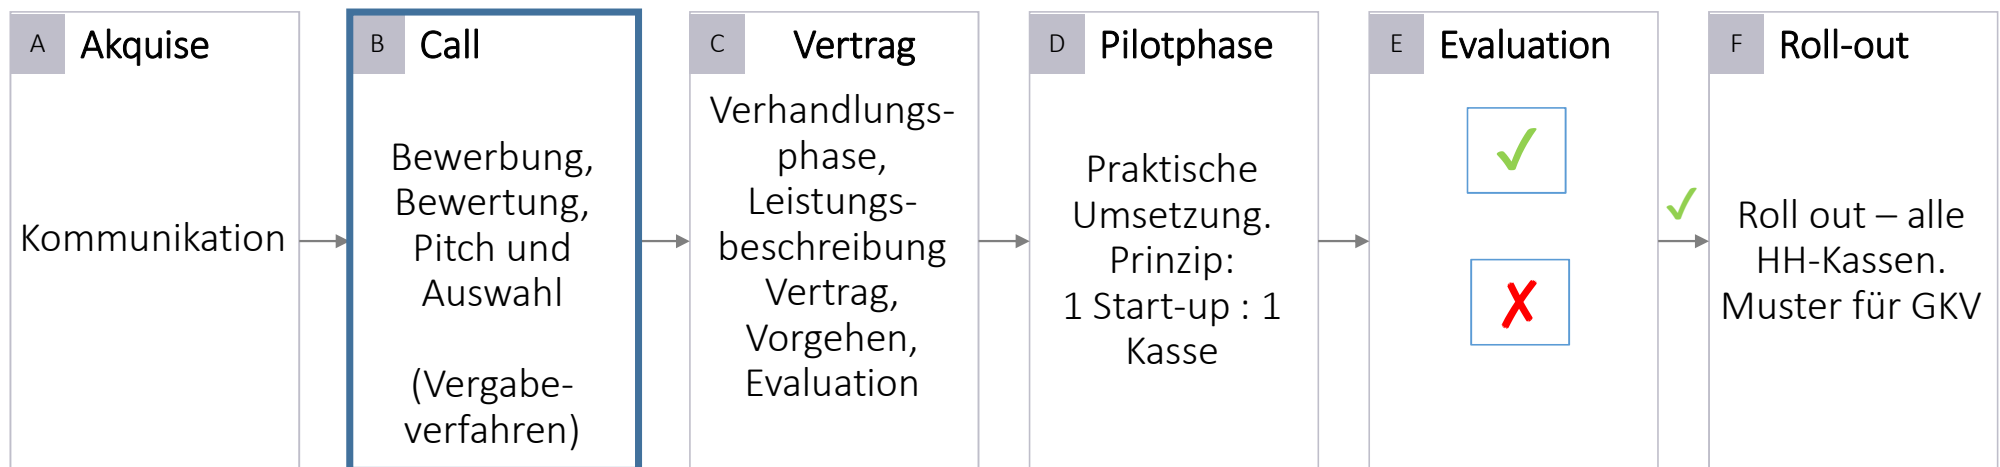 A Akquise
Kommunikation
B Call
Bewerbung,
Bewertung,
Pitch und
Auswahl
(Vergabe-
verfahren)
C Vertrag
Verhandlungs-
phase,
Leistungs-
beschreibung
Vertrag,
Vorgehen,
Evaluation
D Pilotphase
Praktische
Umsetzung.
Prinzip:
1 Start-up : 1
Kasse
E Evaluation
F Roll-out
Roll out – alle
HH-Kassen.
Muster für GKV